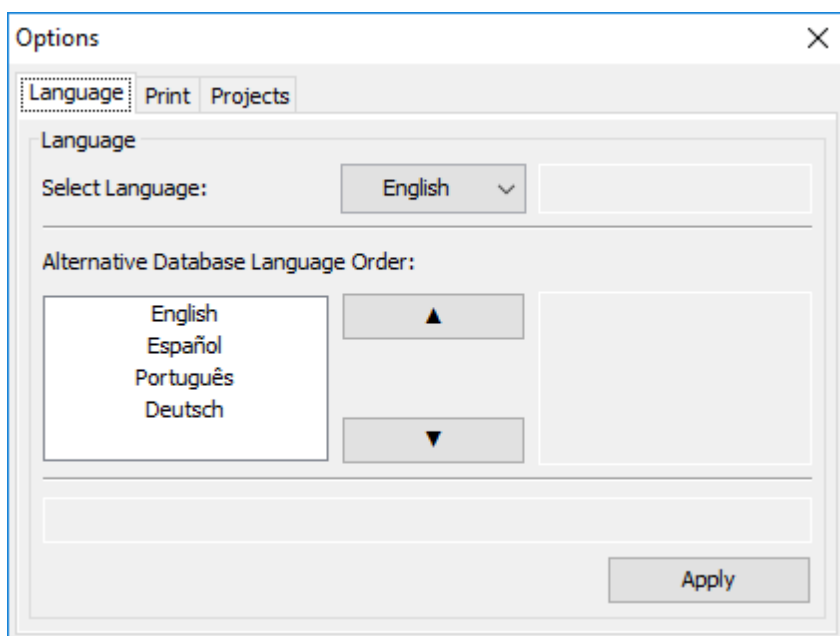 Options
Language Print Projects
Language
Select Language: English
Alternative Database Language Order:
English
Español
Português
Deutsch
▲
▼
Apply